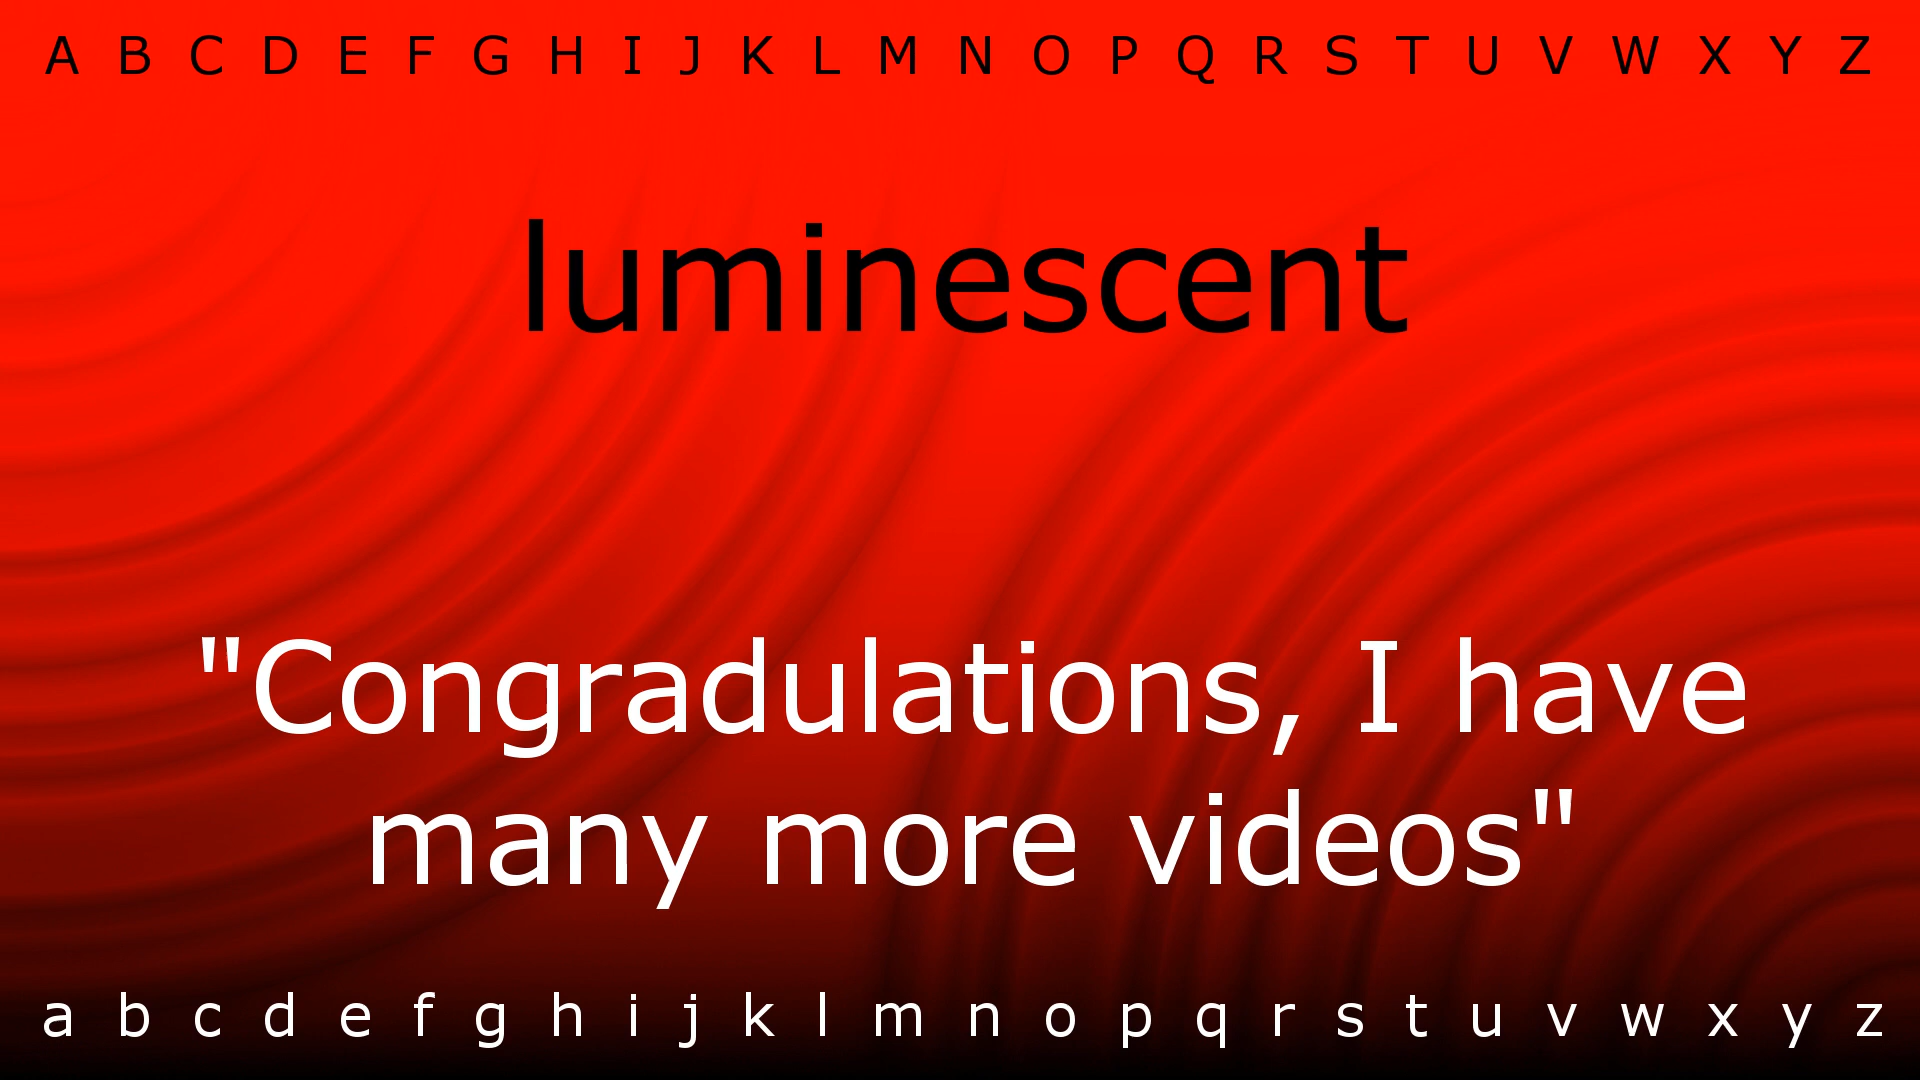 A B C D E F G H I J K L M N O P Q R S T U V W X Y Z
luminescent
"Congradulations, I have
many more videos"
a b c d e f g h i j k l m n o p q r s t u v w x y z